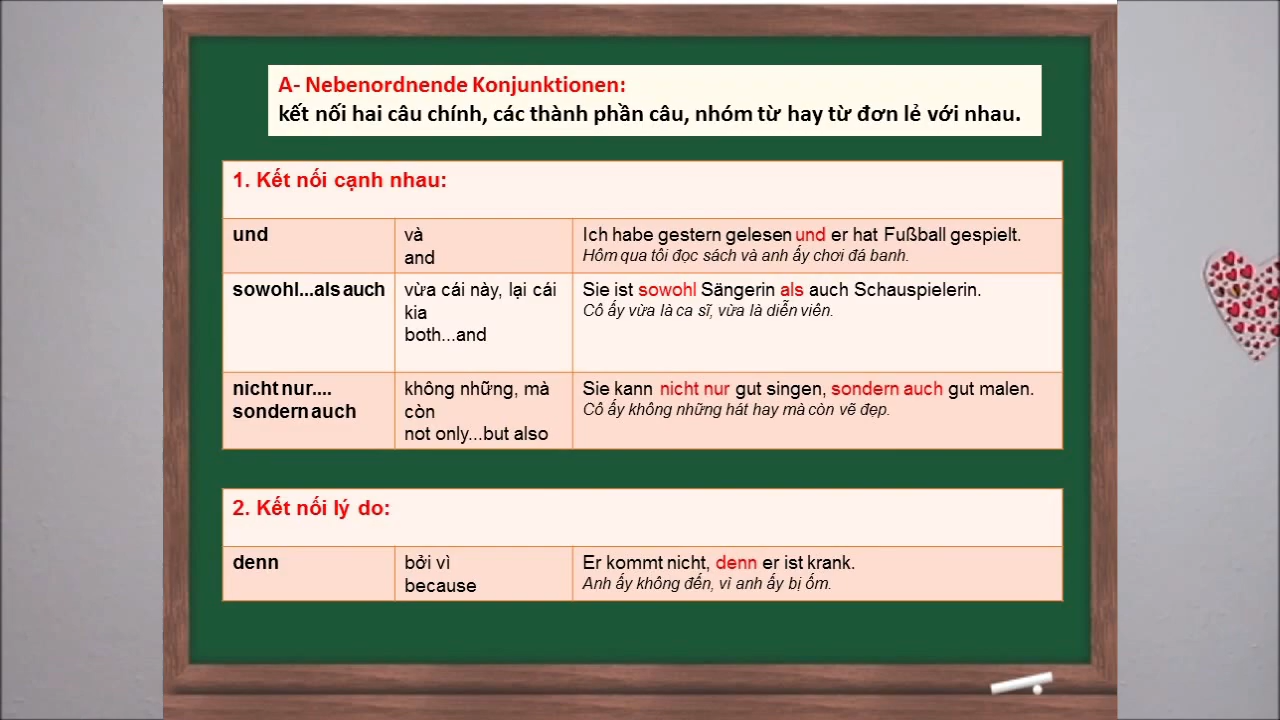 A- Nebenordnende Konjunktionen:
kết nối hai câu chính, các thành phần câu, nhóm từ hay từ đơn lẻ với nhau.
1. Kết nối cạnh nhau:
und
và
and
Ich habe gestern gelesen und er hat Fußball gespielt.
Hôm qua tôi đọc sách và anh ấy chơi đá banh.
sowohl...als auch
vừa cái này, lại cái
kia
both...and
Sie ist sowohl Sängerin als auch Schauspielerin.
Cô ấy vừa là ca sĩ, vừa là diễn viên.
nicht nur....
sondern auch
không những, mà
còn
not only...but also
Sie kann nicht nur gut singen, sondern auch gut malen.
Cô ấy không những hát hay mà còn vẽ đẹp.
2. Kết nối lý do:
denn
bởi vì
because
Er kommt nicht, denn er ist krank.
Anh ấy không đến, vì anh ấy bị ốm.